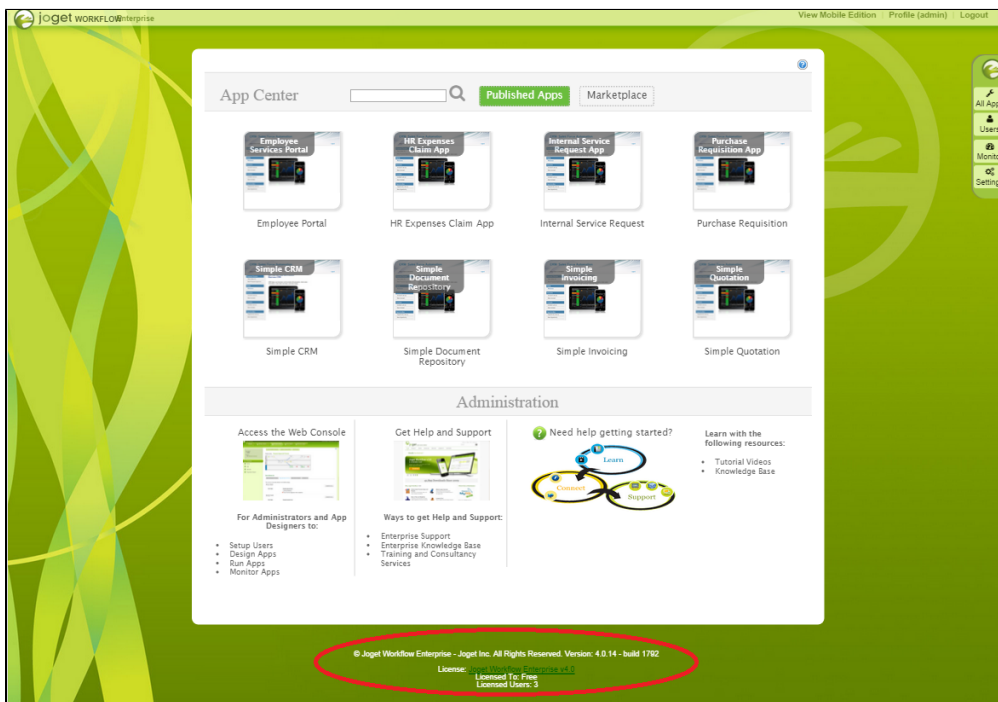 joget WORKFLOW Enterprise
View Mobile Edition | Profile (admin) | Logout
App Center
Published Apps
Marketplace
All App
Users
Monito
Setting
Employee
Services Portal
HR Expenses
Claim App
Internal Service
Request App
Purchase
Requisition App
Employee Portal
HR Expenses Claim App
Internal Service Request
Purchase Requisition
Simple CRM
Simple
Document
Repository
Simple
Invoicing
Simple
Quotation
Simple CRM
Simple Document
Repository
Simple Invoicing
Simple Quotation
Administration
Access the Web Console
For Administrators and App
Designers to:
• Setup Users
• Design Apps
• Run Apps
• Monitor Apps
Get Help and Support
Ways to get Help and Support:
• Enterprise Support
• Enterprise Knowledge Base
• Training and Consultancy
Services
Need help getting started?
Learn
Connect
Support
Learn with the
following resources:
• Tutorial Videos
• Knowledge Base
© Joget Workflow Enterprise - Joget Inc. All Rights Reserved. Version: 4.0.14 - build 1792
License: Joget Workflow Enterprise v4.0
Licensed To: Free
Licensed Users: 3